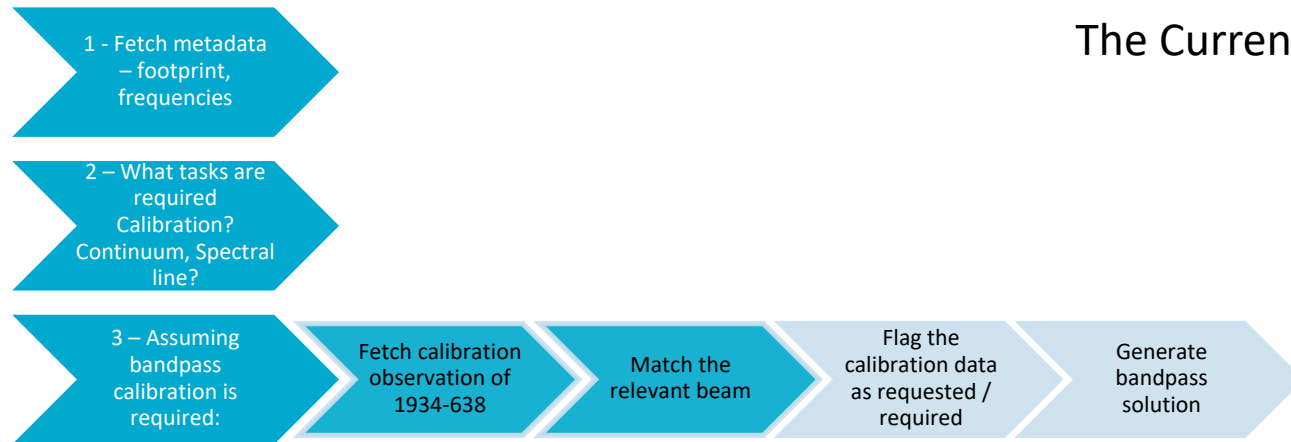 The Curren
1 - Fetch metadata
– footprint,
frequencies
2 – What tasks are
required
Calibration?
Continuum, Spectral
line?
3 – Assuming
bandpass
calibration is
required:
Fetch calibration
observation of
1934-638
Match the
relevant beam
Flag the
calibration data
as requested /
required
Generate
bandpass
solution